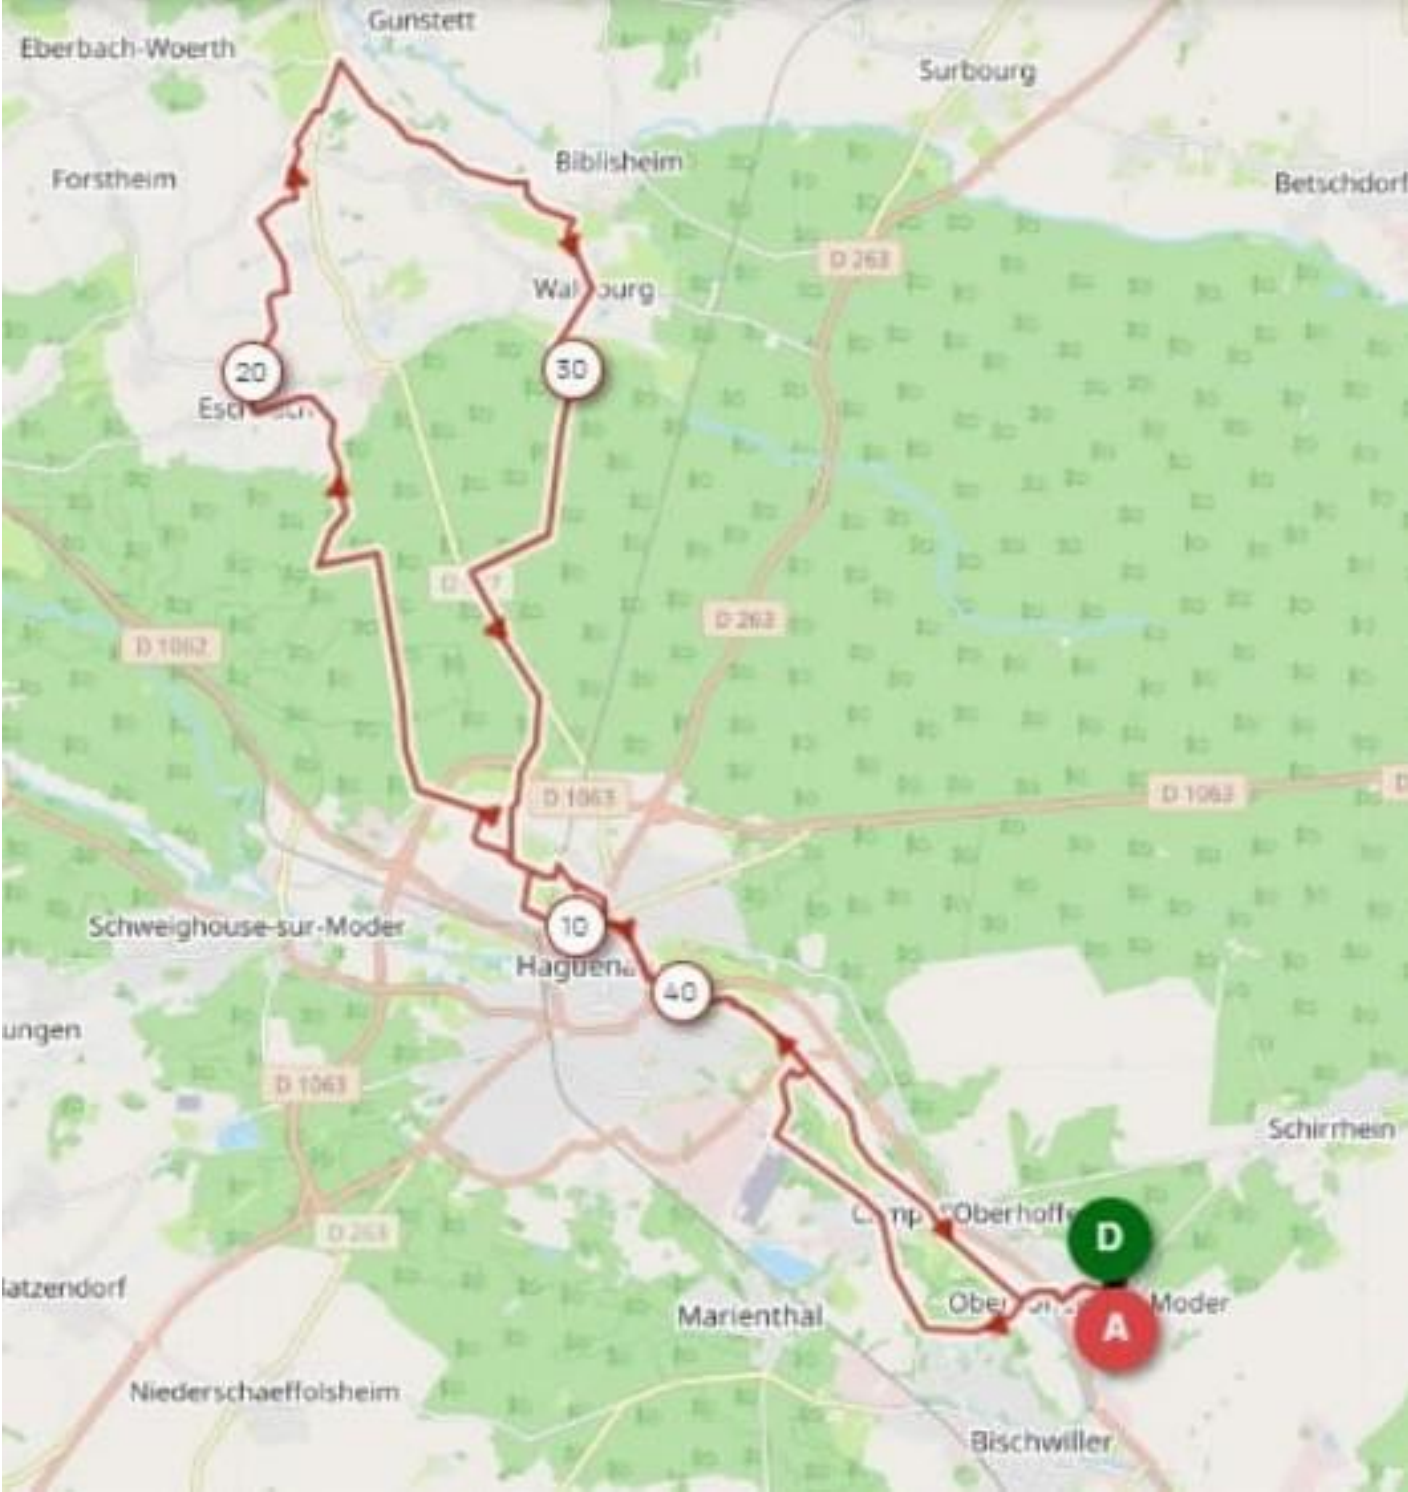 Gunstett
Eberbach-Woerth
Surbourg
Biblisheim
Forstheim
Betschdorf
D 263
30
20
D 263
D 1062
D 1063
D 1063
D
Schweighouse-sur-Moder
10
40
ungen
D 1063
Schirrhein
D
D 263
Moder
A
Marienthal
Niederschaeffolsheim
Bischwiller